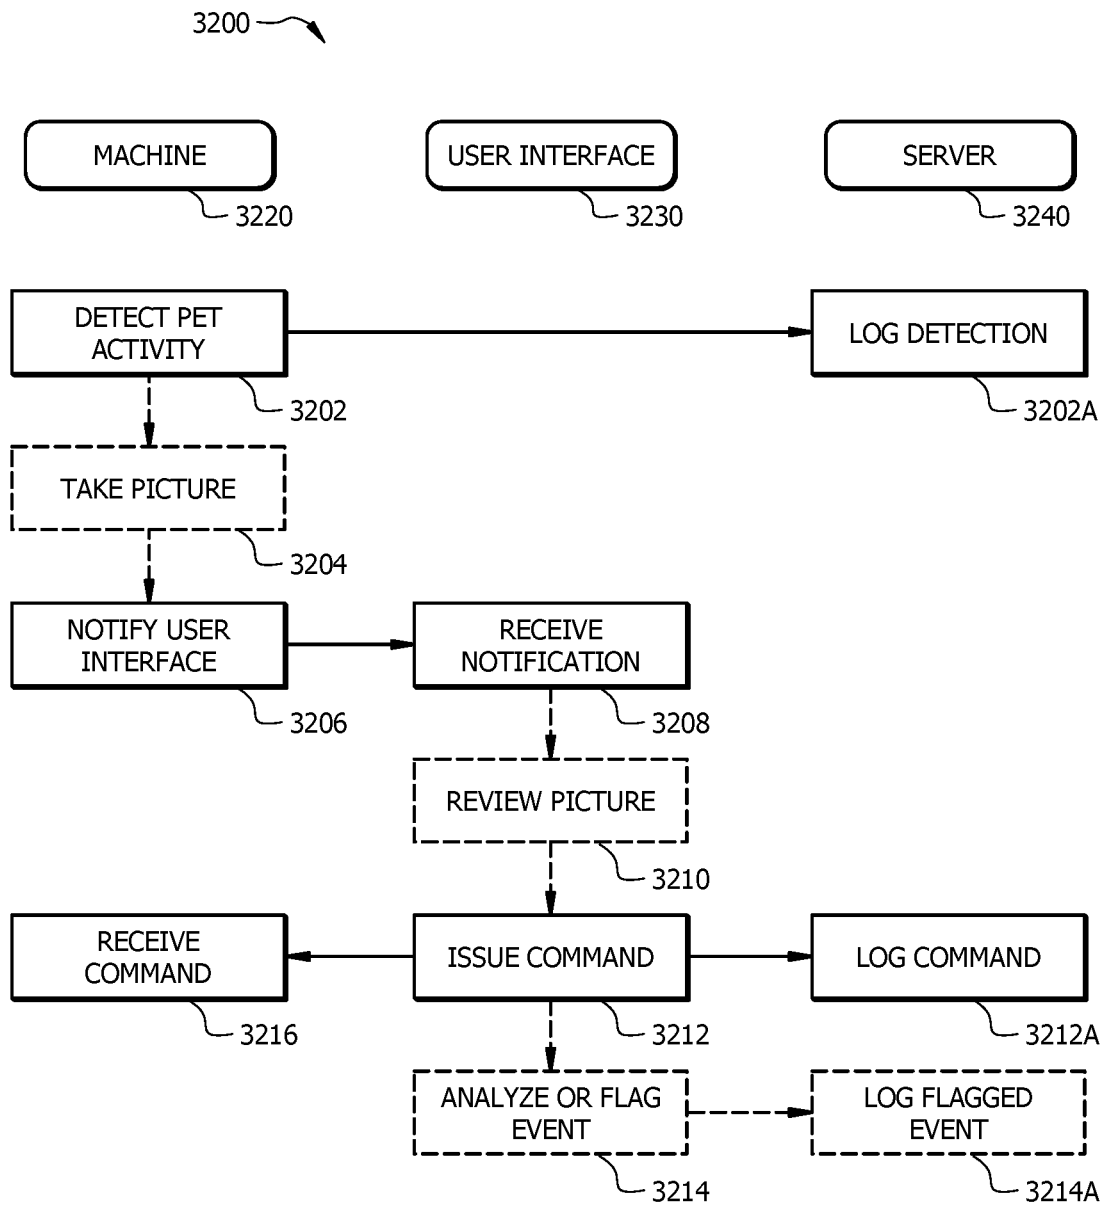 3200
MACHINE
USER INTERFACE
SERVER
3220
3230
3240
DETECT PET
ACTIVITY
LOG DETECTION
3202
3202A
TAKE PICTURE
3204
NOTIFY USER
INTERFACE
RECEIVE
NOTIFICATION
3206
3208
REVIEW PICTURE
3210
RECEIVE
COMMAND
ISSUE COMMAND
LOG COMMAND
3216
3212
3212A
ANALYZE OR FLAG
EVENT
LOG FLAGGED
EVENT
3214
3214A